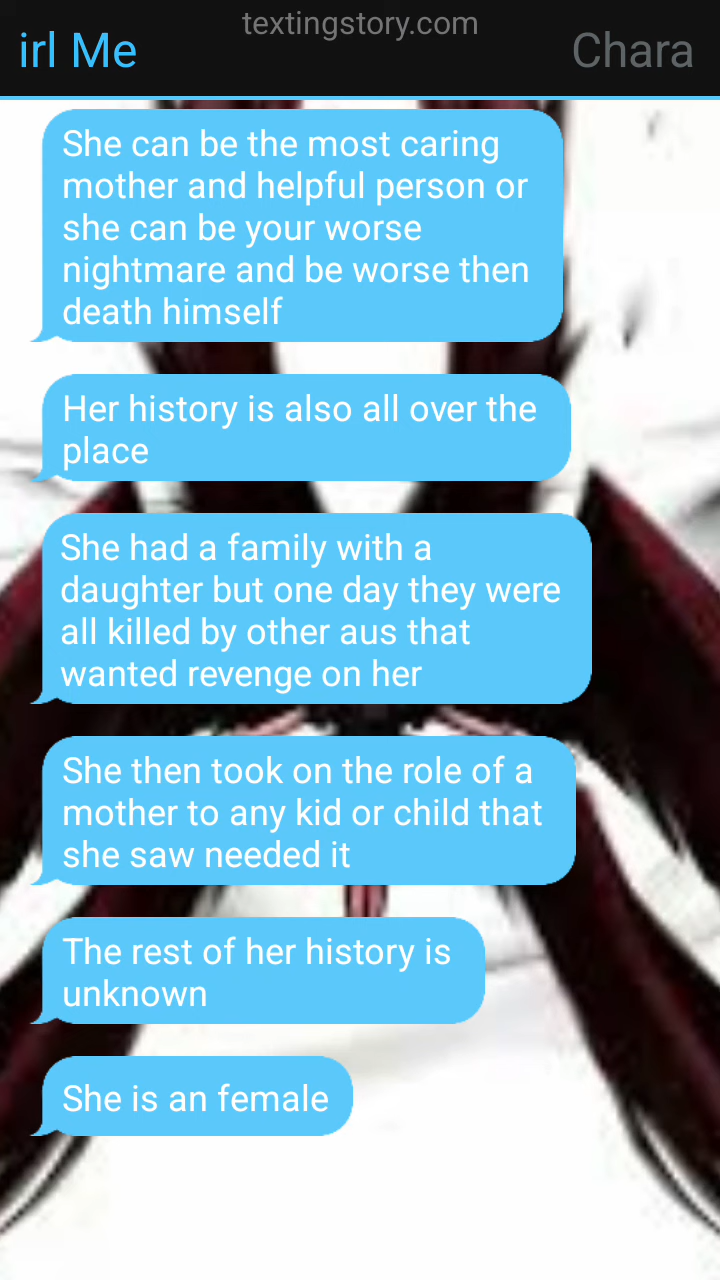 textingstory.com
irl Me
Chara
She can be the most caring
mother and helpful person or
she can be your worse
nightmare and be worse then
death himself
Her history is also all over the
place
She had a family with a
daughter but one day they were
all killed by other aus that
wanted revenge on her
She then took on the role of a
mother to any kid or child that
she saw needed it
The rest of her history is
unknown
She is an female